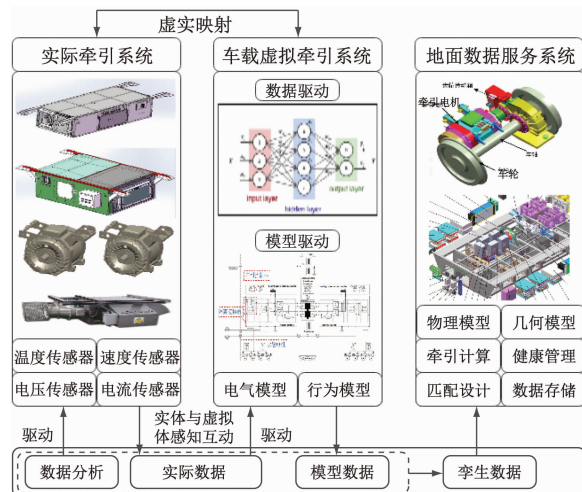 虚实映射
实际牵引系统
车载虚拟牵引系统
地面数据服务系统
数据驱动
input layer
hidden layer
output layer
模型驱动
牵引电机
车轴
车轮
温度传感器
速度传感器
电压传感器
电流传感器
电气模型
行为模型
物理模型
几何模型
牵引计算
健康管理
匹配设计
数据存储
驱动
实体与虚拟
体感知互动
驱动
数据分析
实际数据
模型数据
孪生数据